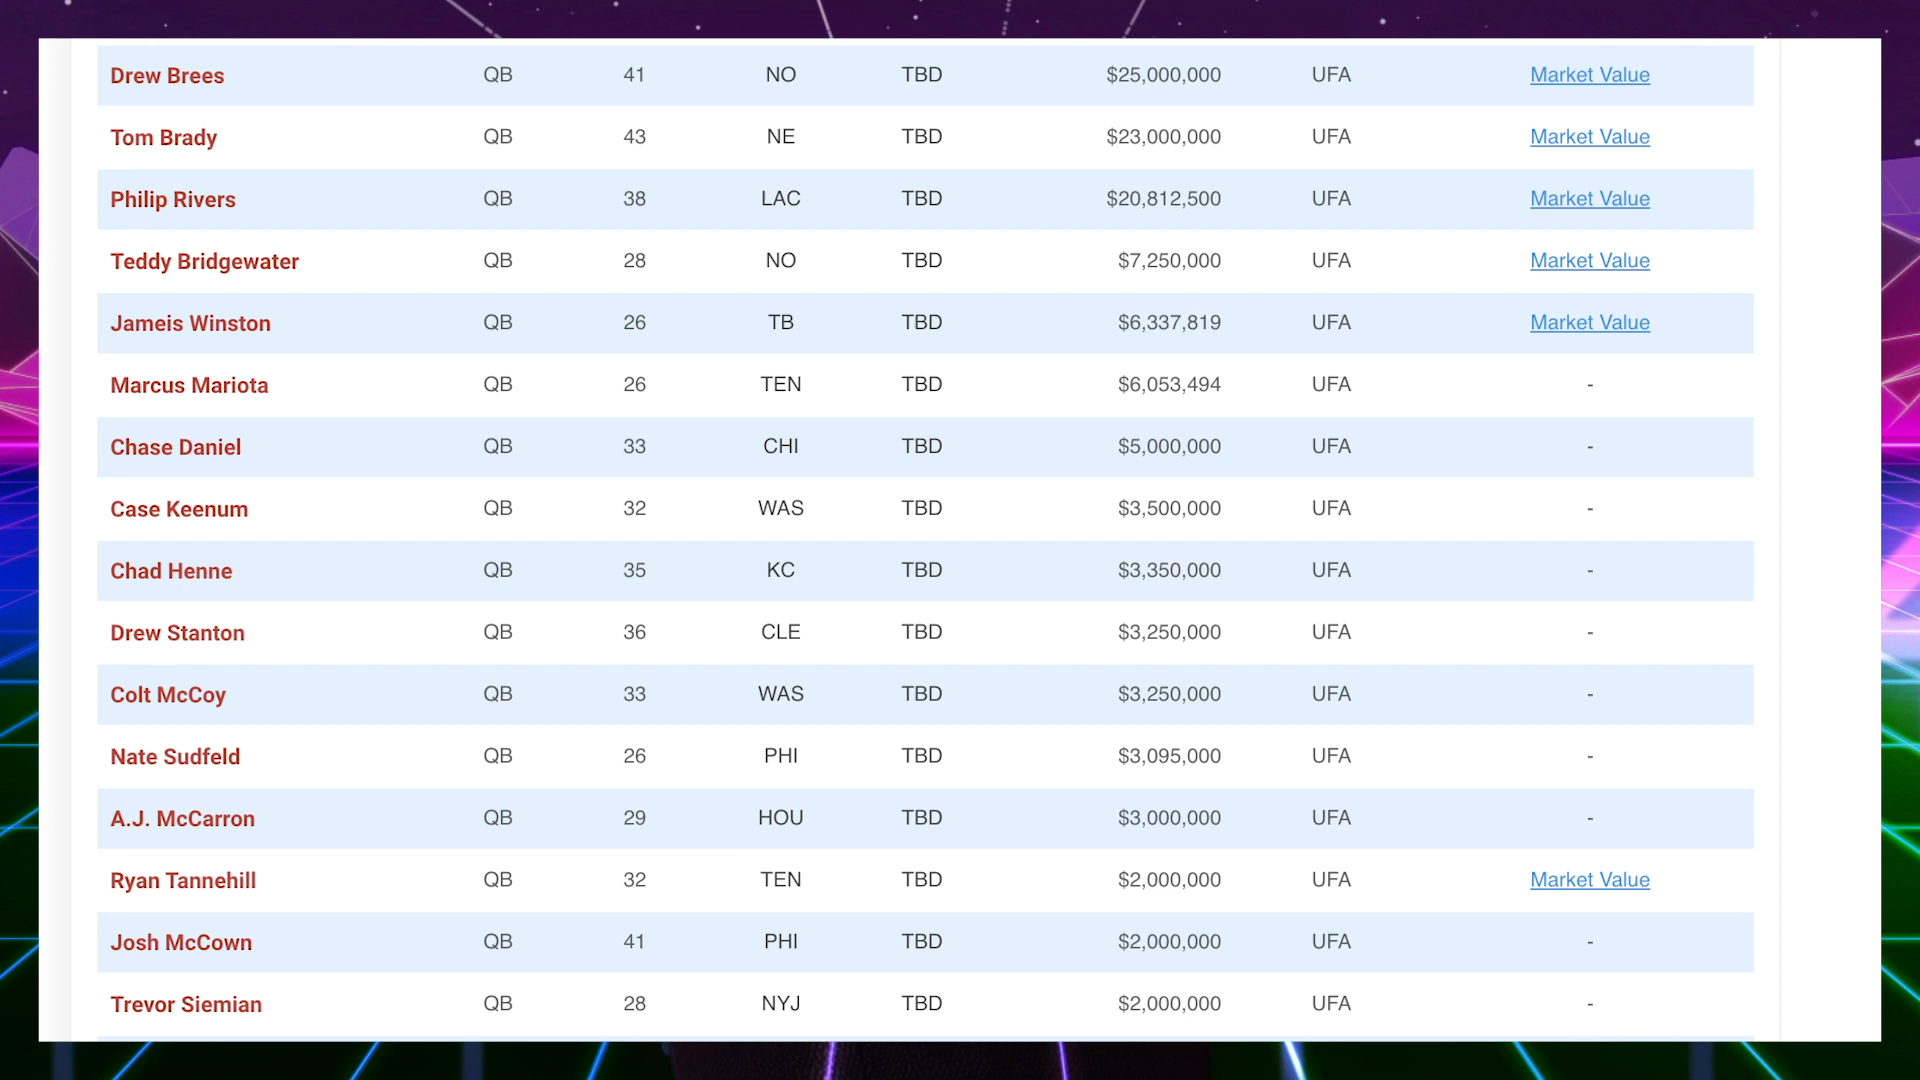 Drew Brees QB 41 NO TBD $25,000,000 UFA Market Value
Tom Brady QB 43 NE TBD $23,000,000 UFA Market Value
Philip Rivers QB 38 LAC TBD $20,812,500 UFA Market Value
Teddy Bridgewater QB 28 NO TBD $7,250,000 UFA Market Value
Jameis Winston QB 26 TB TBD $6,337,819 UFA Market Value
Marcus Mariota QB 26 TEN TBD $6,053,494 UFA -
Chase Daniel QB 33 CHI TBD $5,000,000 UFA -
Case Keenum QB 32 WAS TBD $3,500,000 UFA -
Chad Henne QB 35 KC TBD $3,350,000 UFA -
Drew Stanton QB 36 CLE TBD $3,250,000 UFA -
Colt McCoy QB 33 WAS TBD $3,250,000 UFA -
Nate Sudfeld QB 26 PHI TBD $3,095,000 UFA -
A.J. McCarron QB 29 HOU TBD $3,000,000 UFA -
Ryan Tannehill QB 32 TEN TBD $2,000,000 UFA Market Value
Josh McCown QB 41 PHI TBD $2,000,000 UFA -
Trevor Siemian QB 28 NYJ TBD $2,000,000 UFA -